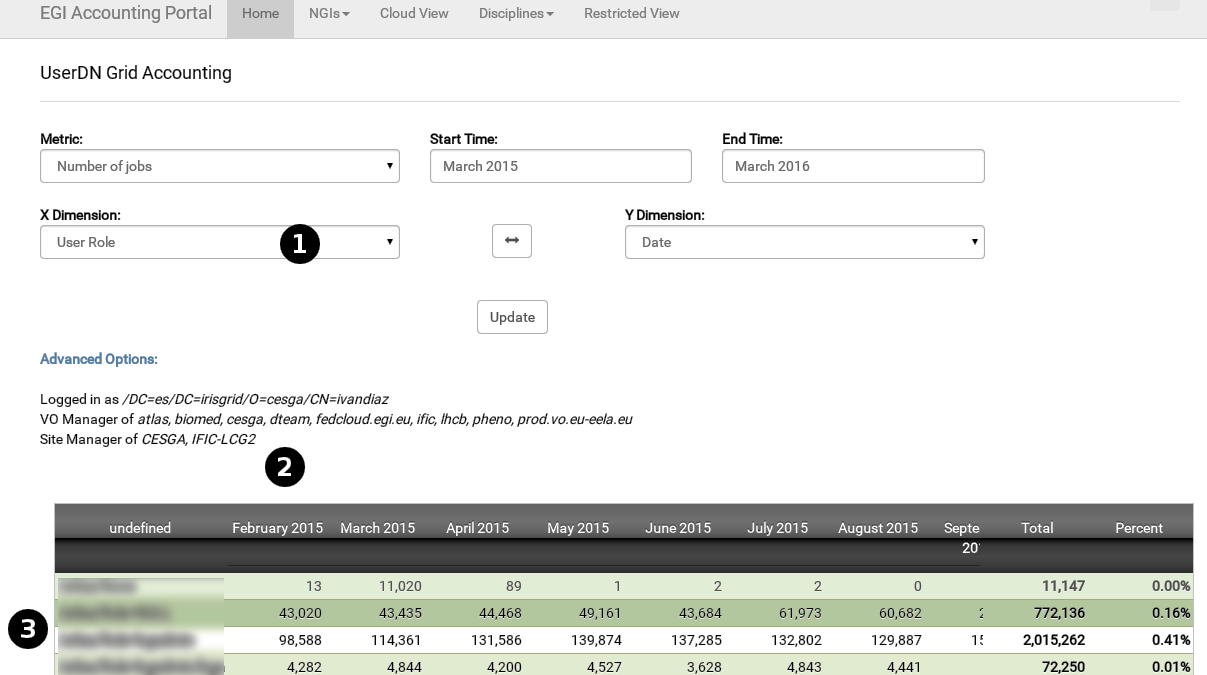 EGI Accounting Portal Home NGIs Cloud View Disciplines Restricted View
UserDN Grid Accounting
Metric: Start Time: End Time:
Number of jobs March 2015 March 2016
X Dimension: Y Dimension:
User Role 1 Date
Update
Advanced Options:
Logged in as /DC=es/DC=irisgrid/O=cesga/CN=ivandiaz
VO Manager of atlas, biomed, cesga, dteam, fedcloud.egi.eu, ific, lhcb, pheno, prod.vo.eu-eela.eu
Site Manager of CESGA, IFIC-LCG2
2
undefined February 2015 March 2015 April 2015 May 2015 June 2015 July 2015 August 2015 Septe Total Percent
20
13 11,020 89 1 2 2 0 11,147 0.00%
43,020 43,435 44,468 49,161 43,684 61,973 60,682 772,136 0.16%
3 98,588 114,361 131,586 139,874 137,285 132,802 129,887 15 2,015,262 0.41%
4,282 4,844 4,200 4,527 3,628 4,843 4,441 72,250 0.01%